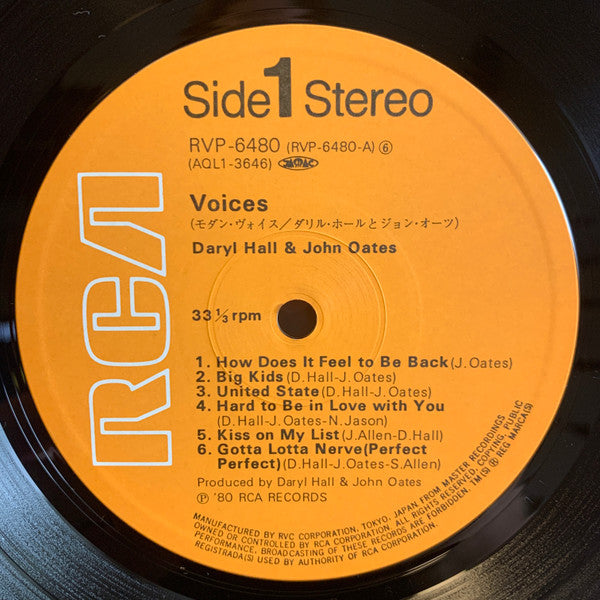 Side 1 Stereo
RVP-6480 (RVP-6480-A) ⑥
(AQL1-3646)
RCA
Voices
(モダン・ヴォイス/ダリル・ホールとジョン・オーツ)
Daryl Hall & John Oates
33⅓ rpm
1. How Does It Feel to Be Back(J. Oates)
2. Big Kids(D.Hall-J. Oates)
3. United State(D.Hall-J. Oates)
4. Hard to Be in Love with You
(D.Hall-J.Oates-N. Jason)
5. Kiss on My List(J.Allen-D.Hall)
6. Gotta Lotta Nerve(Perfect
Perfect)(D.Hall-J.Oates-S.Allen)
Produced by Daryl Hall & John Oates
Ⓟ '80 RCA RECORDS
MANUFACTURED BY RVC CORPORATION, TOKYO, JAPAN FROM MASTER RECORDINGS
OWNED OR CONTROLLED BY RCA CORPORATION. ALL RIGHTS RESERVED, COPYING, PUBLIC
PERFORMANCE, BROADCASTING OF THESE RECORDS ARE FORBIDDEN. TM(S) ® REG MARCA(S)
REGISTRADA(S) USED BY AUTHORITY OF RCA CORPORATION.